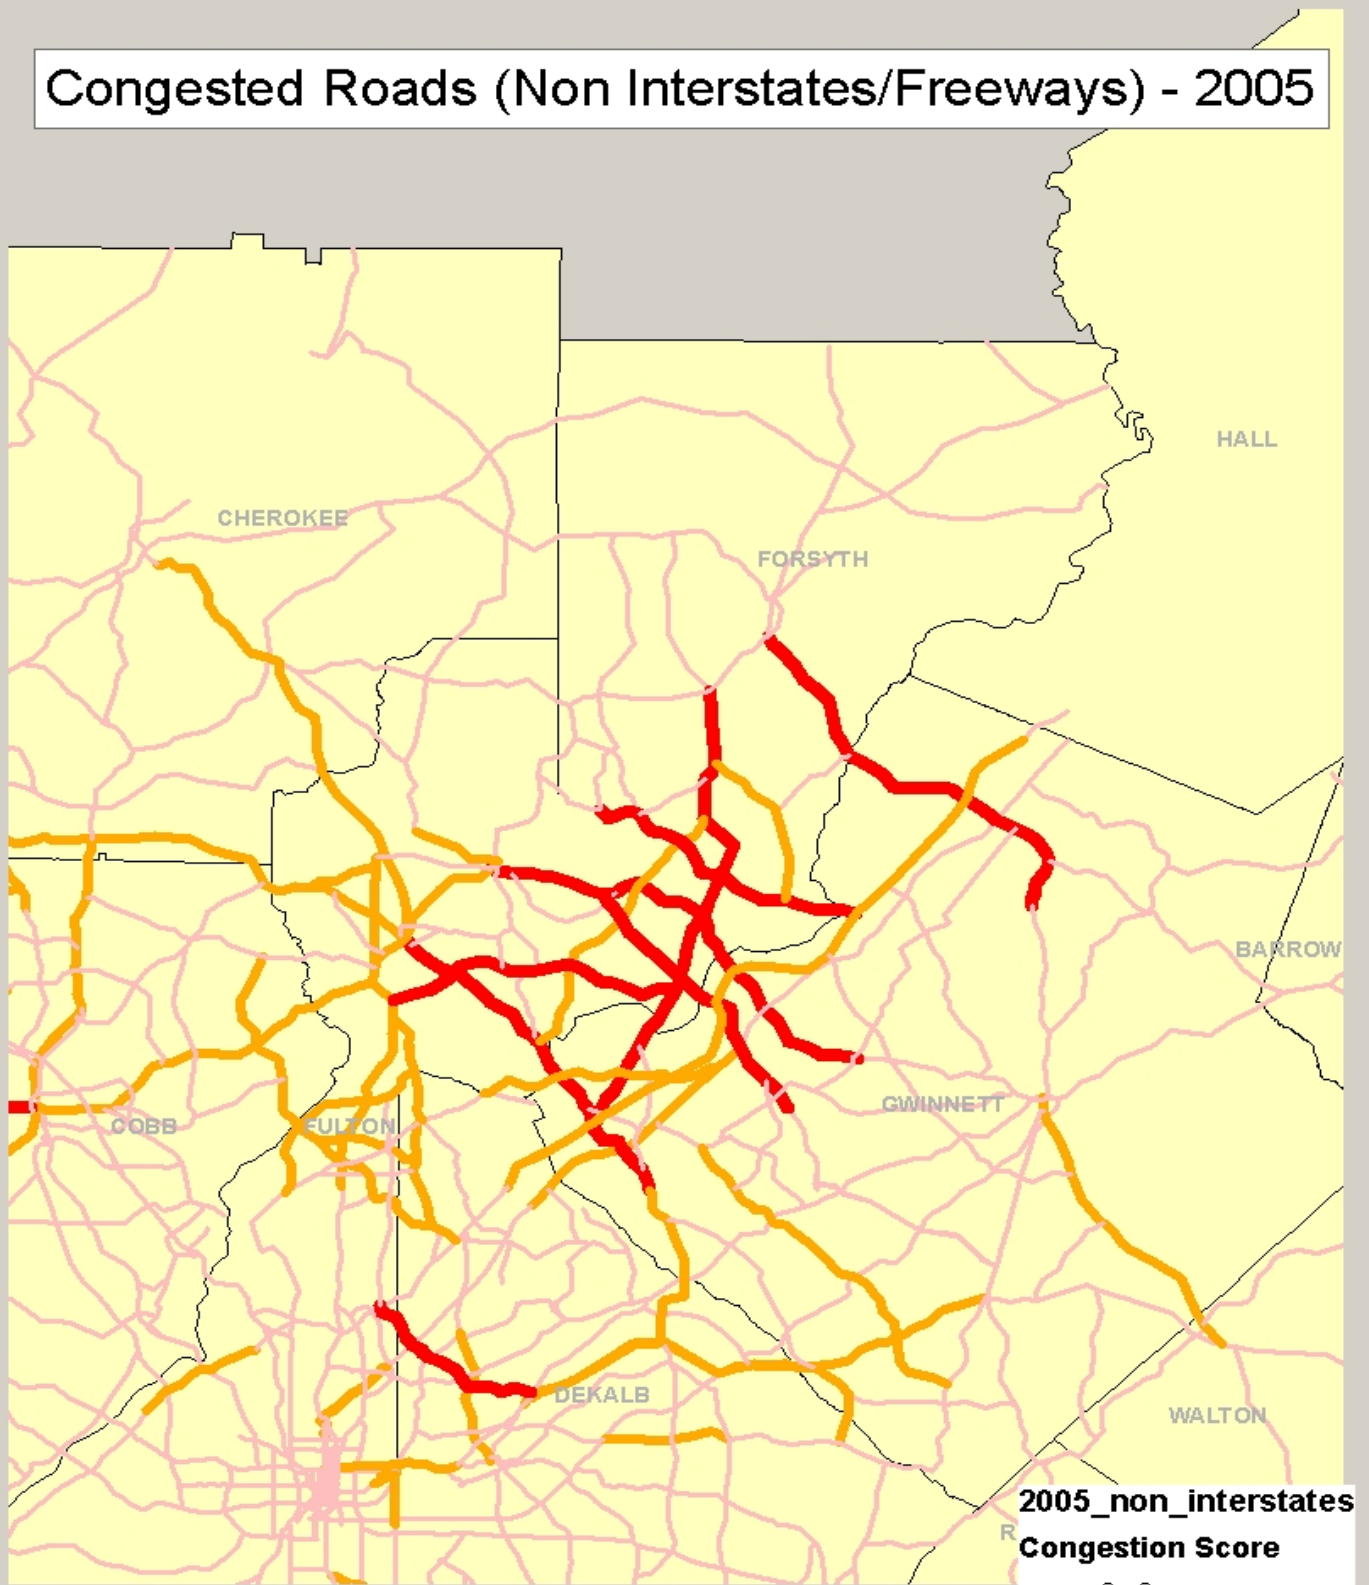 Congested Roads (Non Interstates/Freeways) - 2005
HALL
CHEROKEE
FORSYTH
BARROW
GWINNETT
COBB
FULTON
DEKALB
WALTON
2005_non_interstates
R
Congestion Score